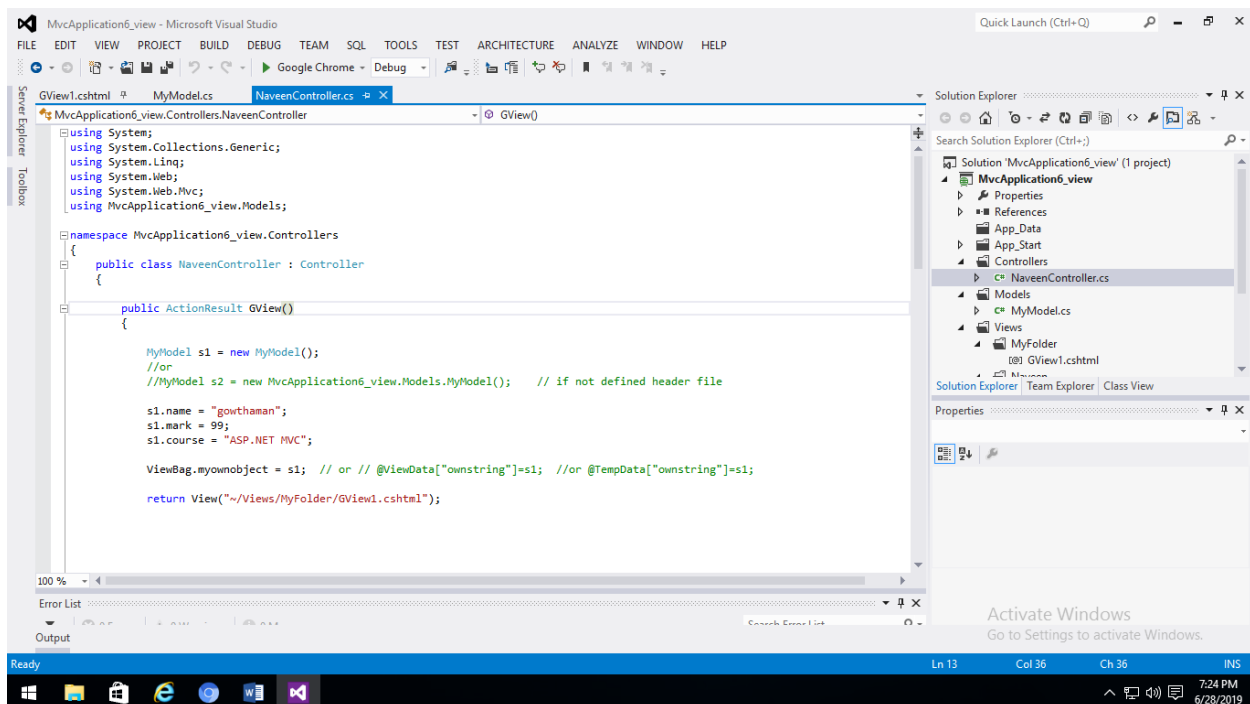 MvcApplication6_view - Microsoft Visual Studio
Quick Launch (Ctrl+Q)
FILE EDIT VIEW PROJECT BUILD DEBUG TEAM SQL TOOLS TEST ARCHITECTURE ANALYZE WINDOW HELP
Google Chrome Debug
Server Explorer
Toolbox
GView1.cshtml MyModel.cs NaveenController.cs
MvcApplication6_view.Controllers.NaveenController GView()
using System;
using System.Collections.Generic;
using System.Linq;
using System.Web;
using System.Web.Mvc;
using MvcApplication6_view.Models;
namespace MvcApplication6_view.Controllers
{
public class NaveenController : Controller
{
public ActionResult GView()
{
MyModel s1 = new MyModel();
//or
//MyModel s2 = new MvcApplication6_view.Models.MyModel(); // if not defined header file
s1.name = "gowthaman";
s1.mark = 99;
s1.course = "ASP.NET MVC";
ViewBag.myownobject = s1; // or // @ViewData["ownstring"]=s1; //or @TempData["ownstring"]=s1;
return View("~/Views/MyFolder/GView1.cshtml");
100 %
Error List
Search Error List
Output
Solution Explorer
Search Solution Explorer (Ctrl+;)
Solution 'MvcApplication6_view' (1 project)
MvcApplication6_view
Properties
References
App_Data
App_Start
Controllers
C# NaveenController.cs
Models
C# MyModel.cs
Views
MyFolder
[@] GView1.cshtml
Naveen
Solution Explorer Team Explorer Class View
Properties
Activate Windows
Go to Settings to activate Windows.
Ready Ln 13 Col 36 Ch 36 INS
7:24 PM
6/28/2019